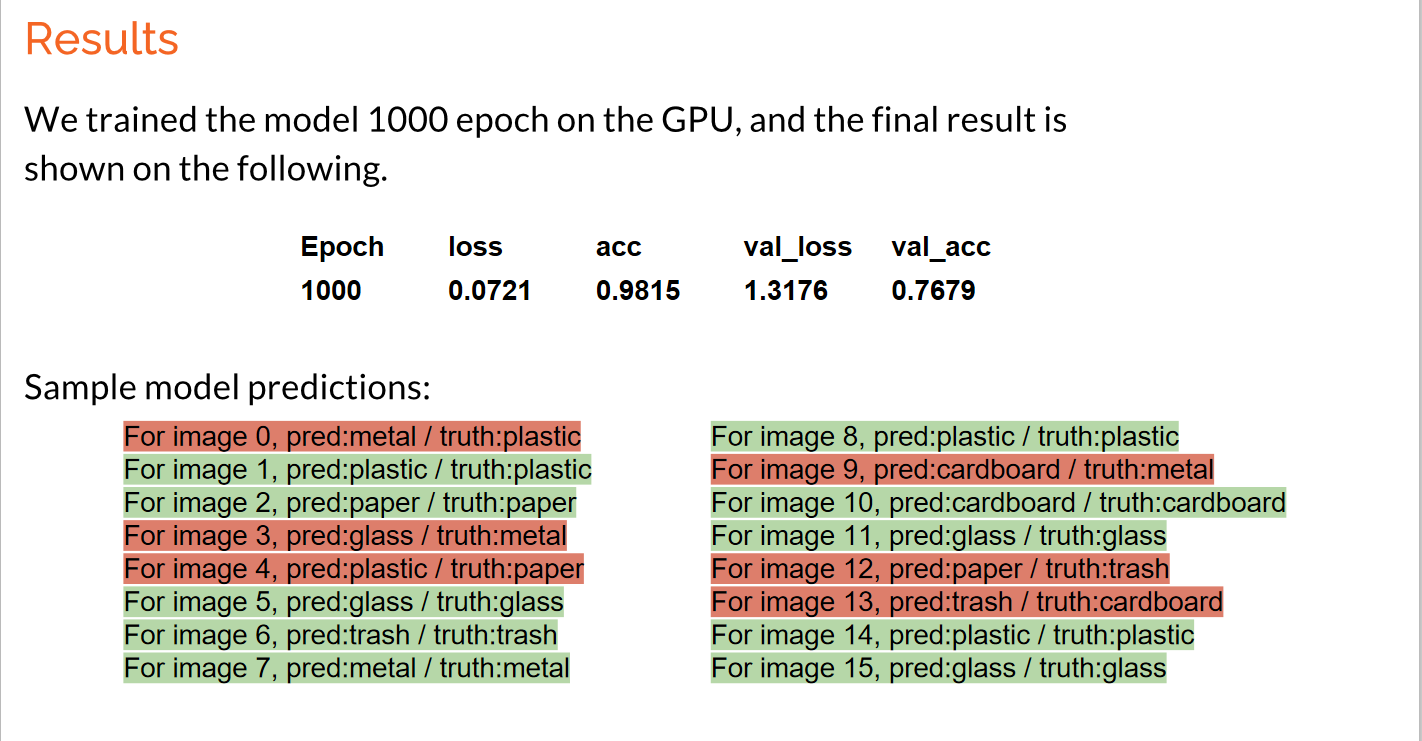 Results
We trained the model 1000 epoch on the GPU, and the final result is
shown on the following.
Epoch loss acc val_loss val_acc
1000 0.0721 0.9815 1.3176 0.7679
Sample model predictions:
For image 0, pred:metal / truth:plastic
For image 1, pred:plastic / truth:plastic
For image 2, pred:paper / truth:paper
For image 3, pred:glass / truth:metal
For image 4, pred:plastic / truth:paper
For image 5, pred:glass / truth:glass
For image 6, pred:trash / truth:trash
For image 7, pred:metal / truth:metal
For image 8, pred:plastic / truth:plastic
For image 9, pred:cardboard / truth:metal
For image 10, pred:cardboard / truth:cardboard
For image 11, pred:glass / truth:glass
For image 12, pred:paper / truth:trash
For image 13, pred:trash / truth:cardboard
For image 14, pred:plastic / truth:plastic
For image 15, pred:glass / truth:glass